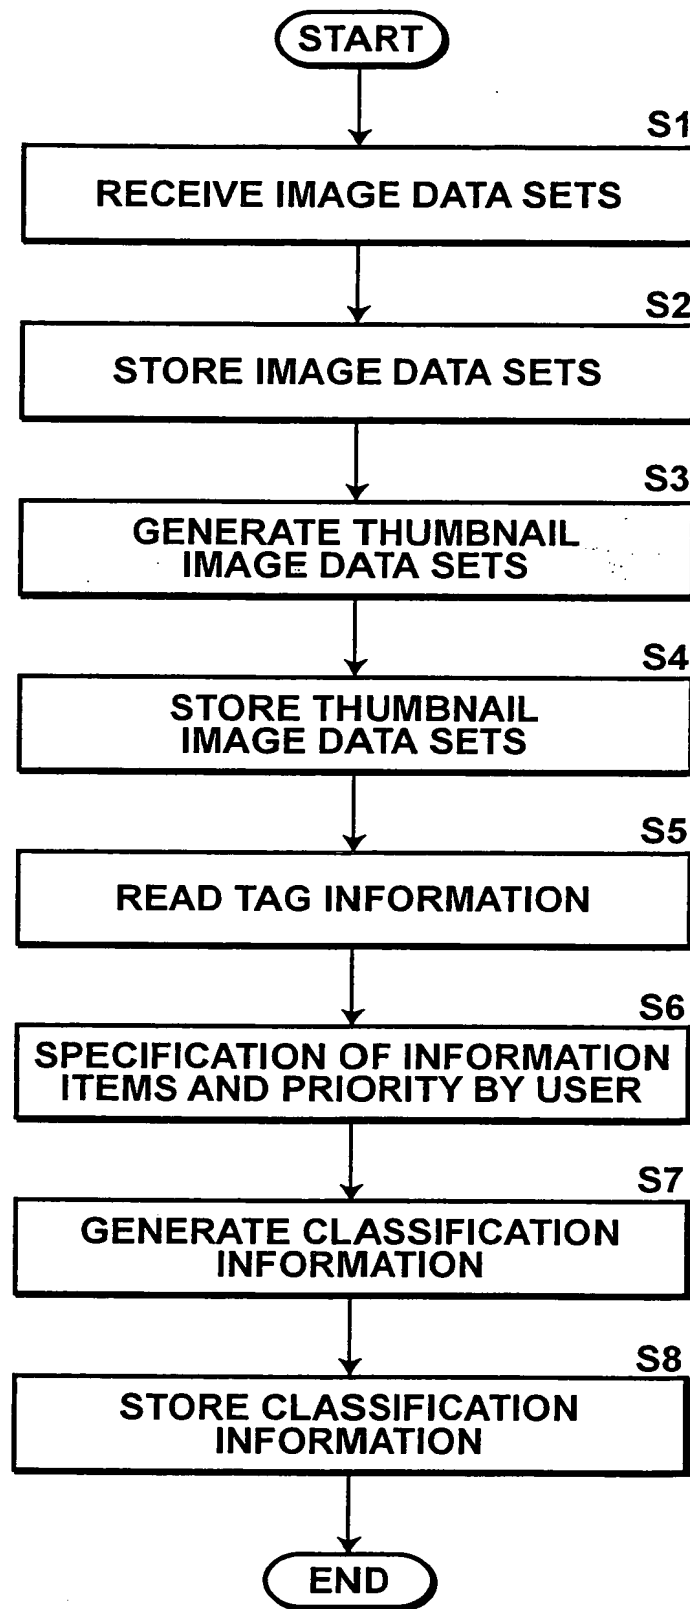 START
S1
RECEIVE IMAGE DATA SETS
S2
STORE IMAGE DATA SETS
S3
GENERATE THUMBNAIL
IMAGE DATA SETS
S4
STORE THUMBNAIL
IMAGE DATA SETS
S5
READ TAG INFORMATION
S6
SPECIFICATION OF INFORMATION
ITEMS AND PRIORITY BY USER
S7
GENERATE CLASSIFICATION
INFORMATION
S8
STORE CLASSIFICATION
INFORMATION
END